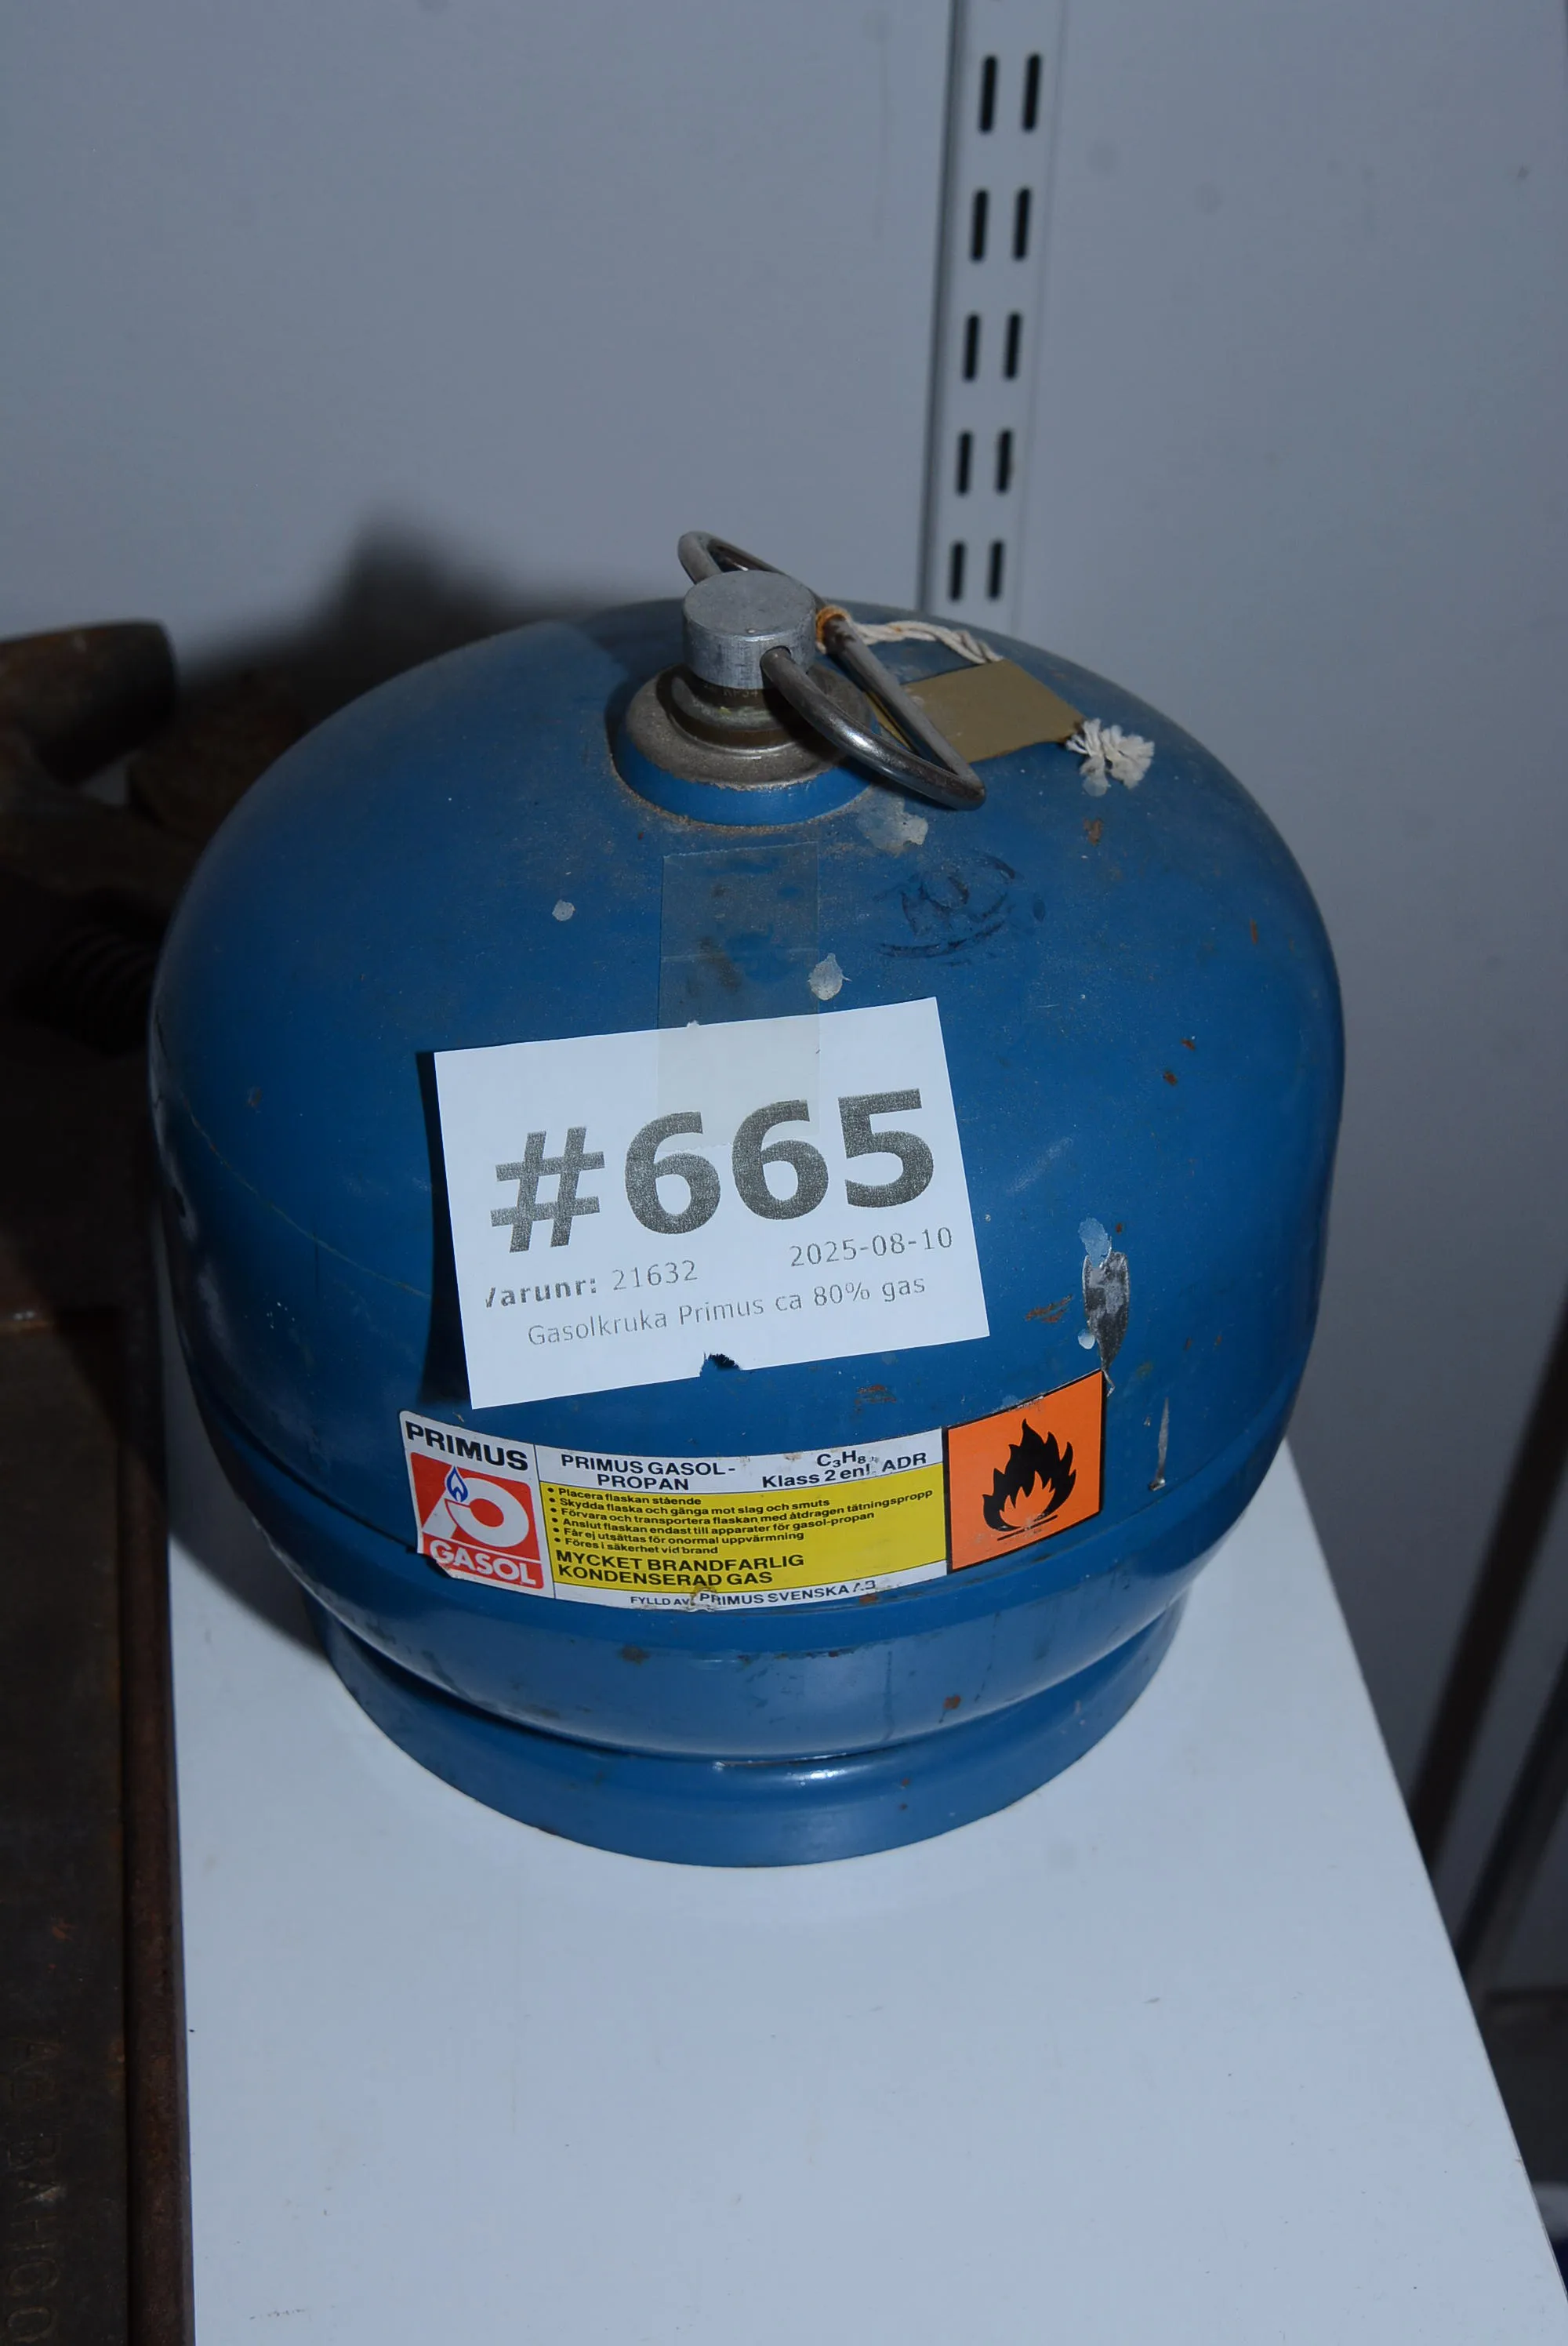 #665
Varunr: 21632 2025-08-10
Gasolkruka Primus ca 80% gas
PRIMUS
GASOL
PRIMUS GASOL-
PROPAN
C₃H₈
Klass 2 enl. ADR
• Placera flaskan stående
• Skydda flaska och gänga mot slag och smuts
• Förvara och transportera flaskan med åtdragen tätningspropp
• Anslut flaskan endast till apparater för gasol-propan
• Får ej utsättas för onormal uppvärmning
• Föres i säkerhet vid brand
MYCKET BRANDFARLIG
KONDENSERAD GAS
FYLLD AV PRIMUS SVENSKA AB